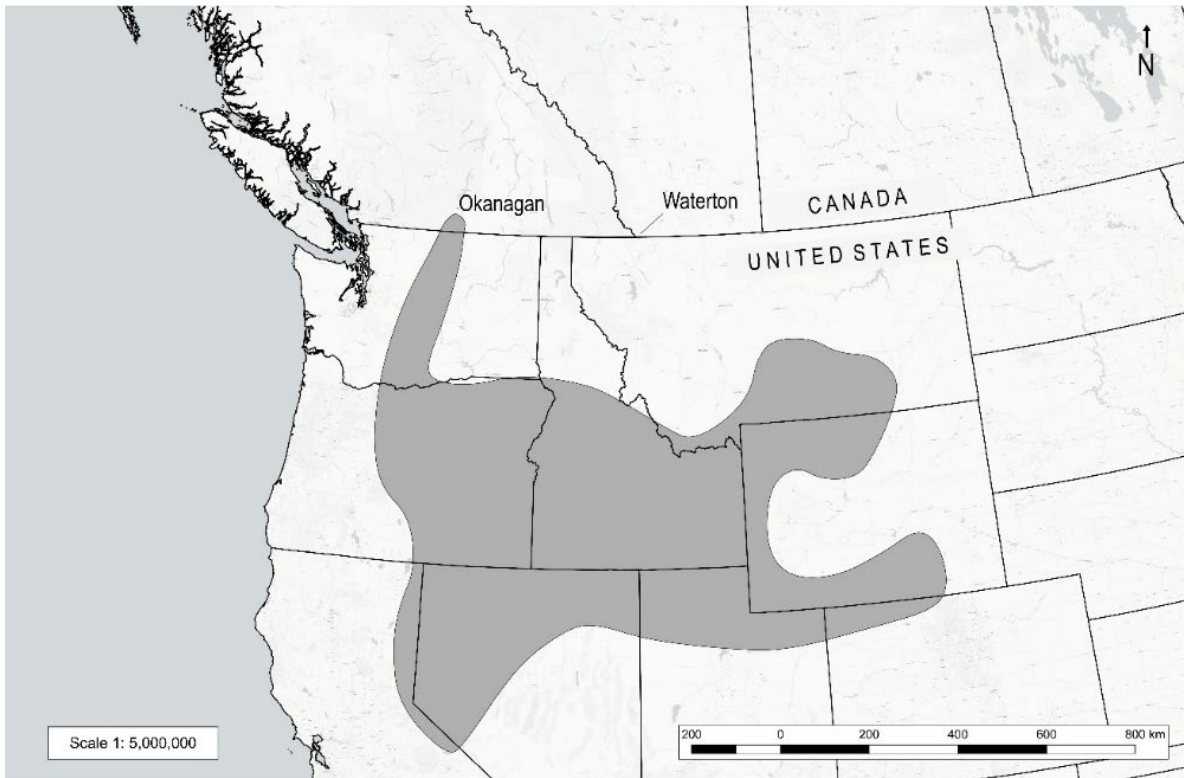 N
Okanagan
Waterton
CANADA
UNITED STATES
Scale 1: 5,000,000
200 0 200 400 600 800 km